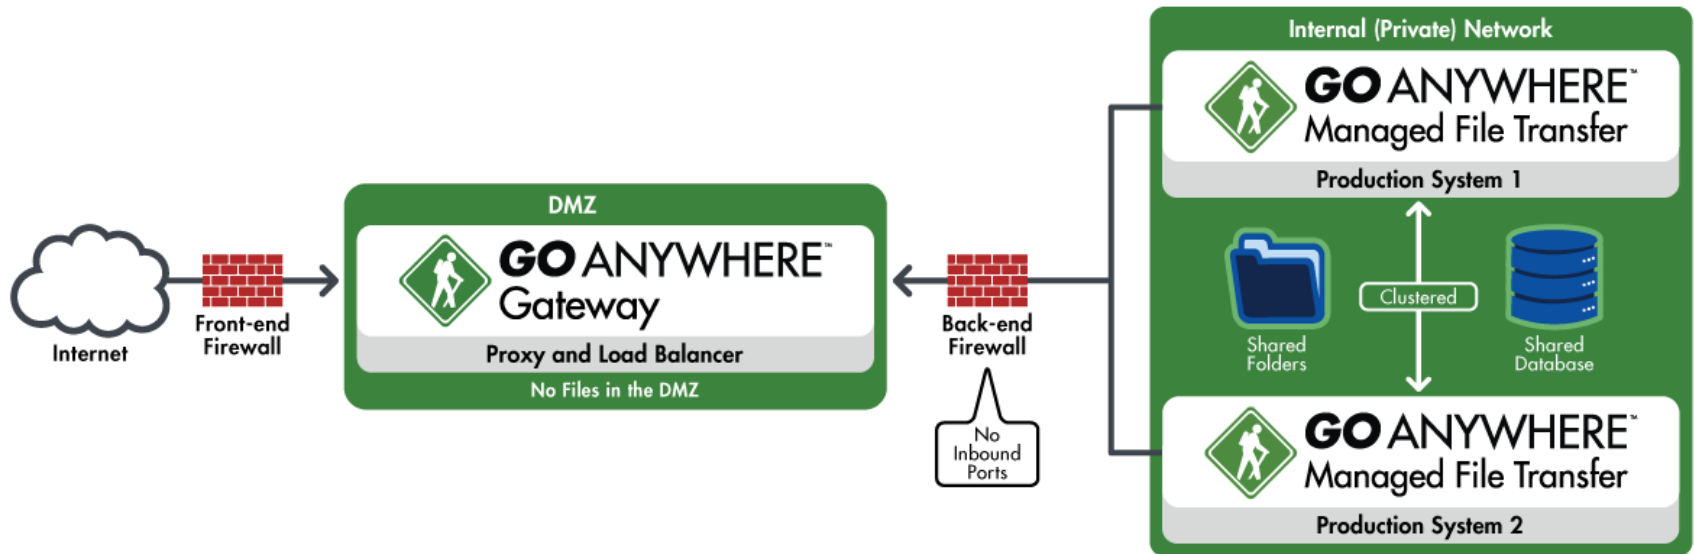 Internet
Front-end
Firewall
DMZ
GO ANYWHERE™
Gateway
Proxy and Load Balancer
No Files in the DMZ
Back-end
Firewall
No
Inbound
Ports
Internal (Private) Network
GO ANYWHERE™
Managed File Transfer
Production System 1
Shared
Folders
Clustered
Shared
Database
GO ANYWHERE™
Managed File Transfer
Production System 2